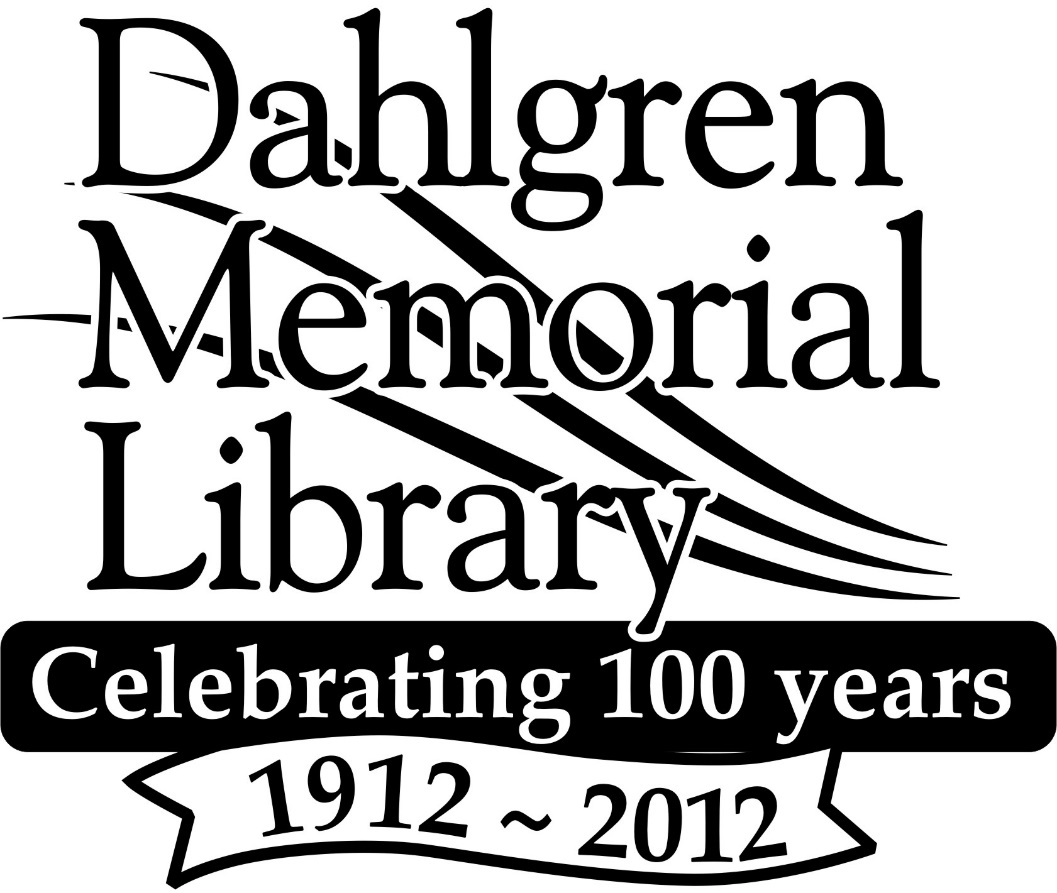 Dahlgren
Memorial
Library
Celebrating 100 years
1912 ~ 2012